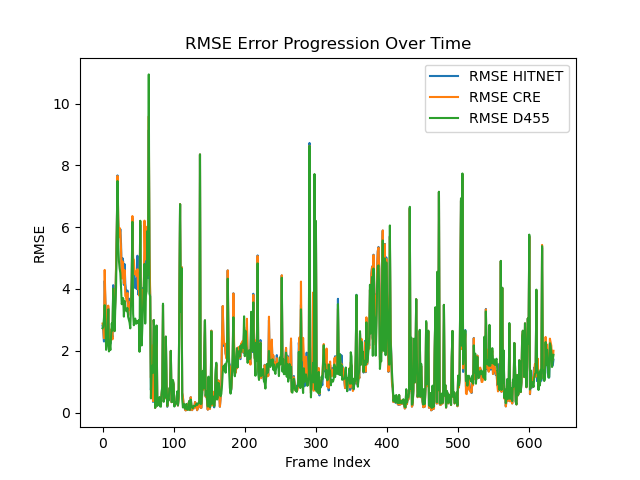 RMSE Error Progression Over Time
RMSE HITNET
RMSE CRE
RMSE D455
RMSE
10
8
6
4
2
0
0 100 200 300 400 500 600
Frame Index